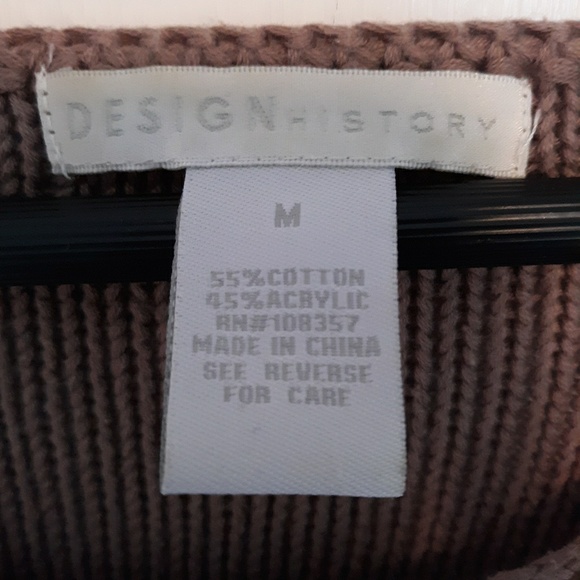 DESIGNHISTORY
M
55%COTTON
45%ACRYLIC
RN#108357
MADE IN CHINA
SEE REVERSE
FOR CARE